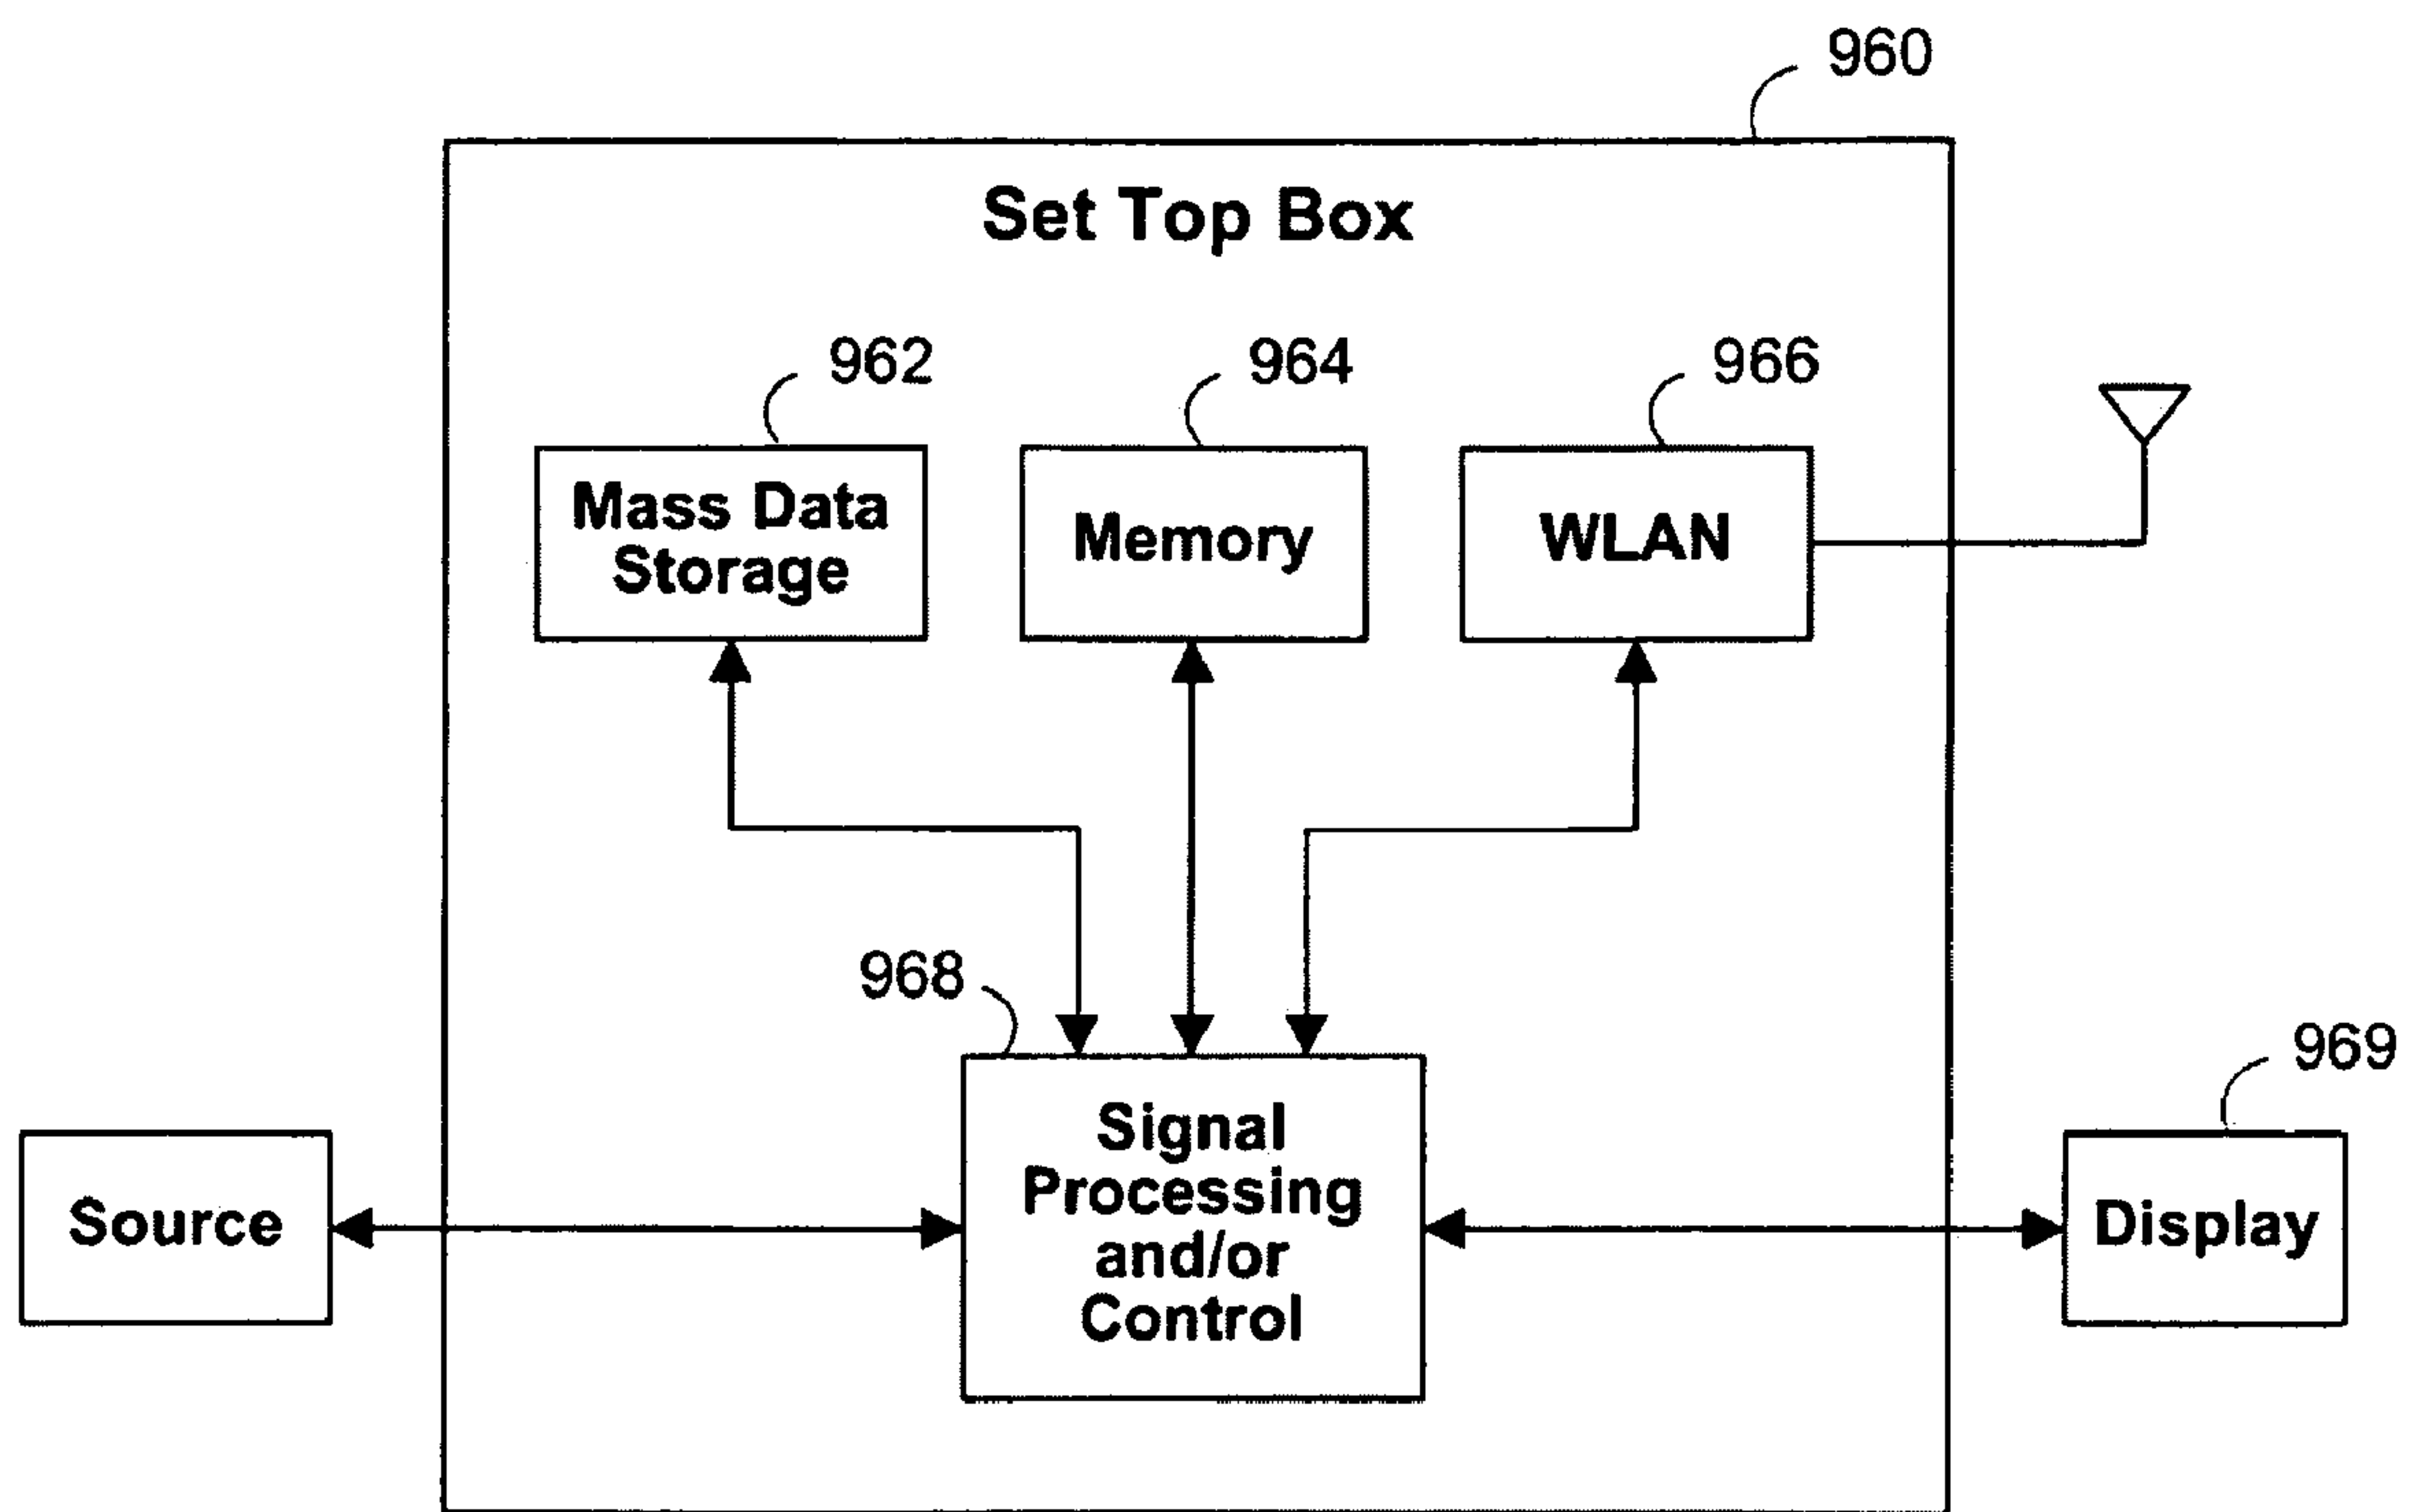 960
Set Top Box
962
964
966
Mass Data
Storage
Memory
WLAN
968
969
Signal
Processing
and/or
Control
Source
Display